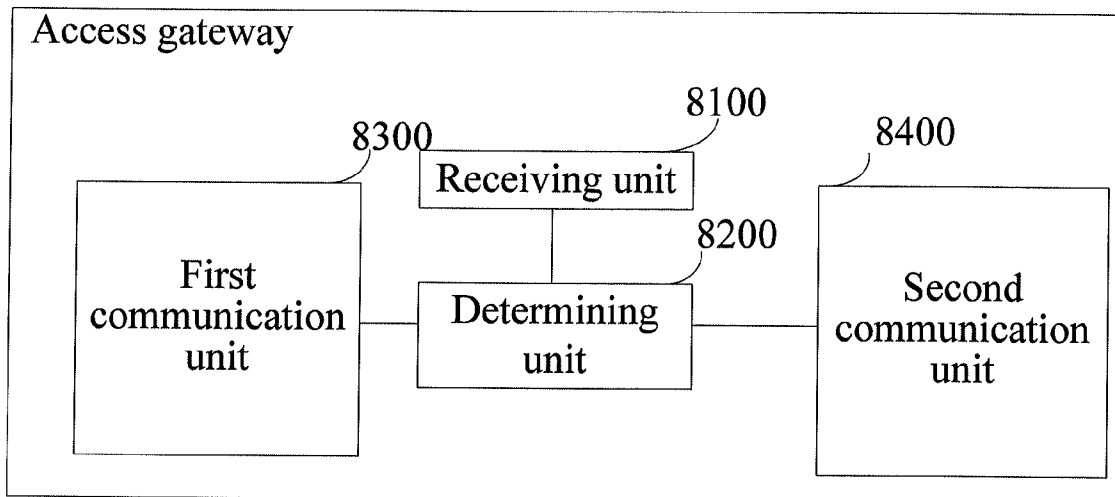 Access gateway
8100
8300
8400
Receiving unit
8200
First
communication
unit
Determining
unit
Second
communication
unit